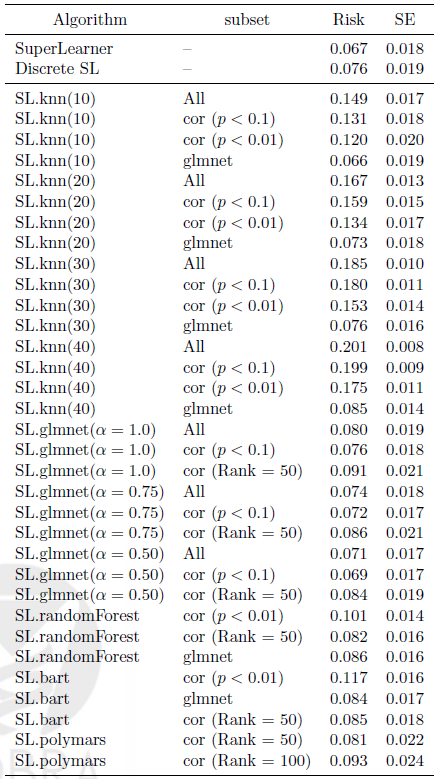 Algorithm subset Risk SE
SuperLearner – 0.067 0.018
Discrete SL – 0.076 0.019
SL.knn(10) All 0.149 0.017
SL.knn(10) cor (p < 0.1) 0.131 0.018
SL.knn(10) cor (p < 0.01) 0.120 0.020
SL.knn(10) glmnet 0.066 0.019
SL.knn(20) All 0.167 0.013
SL.knn(20) cor (p < 0.1) 0.159 0.015
SL.knn(20) cor (p < 0.01) 0.134 0.017
SL.knn(20) glmnet 0.073 0.018
SL.knn(30) All 0.185 0.010
SL.knn(30) cor (p < 0.1) 0.180 0.011
SL.knn(30) cor (p < 0.01) 0.153 0.014
SL.knn(30) glmnet 0.076 0.016
SL.knn(40) All 0.201 0.008
SL.knn(40) cor (p < 0.1) 0.199 0.009
SL.knn(40) cor (p < 0.01) 0.175 0.011
SL.knn(40) glmnet 0.085 0.014
SL.glmnet(α = 1.0) All 0.080 0.019
SL.glmnet(α = 1.0) cor (p < 0.1) 0.076 0.018
SL.glmnet(α = 1.0) cor (Rank = 50) 0.091 0.021
SL.glmnet(α = 0.75) All 0.074 0.018
SL.glmnet(α = 0.75) cor (p < 0.1) 0.072 0.017
SL.glmnet(α = 0.75) cor (Rank = 50) 0.086 0.021
SL.glmnet(α = 0.50) All 0.071 0.017
SL.glmnet(α = 0.50) cor (p < 0.1) 0.069 0.017
SL.glmnet(α = 0.50) cor (Rank = 50) 0.084 0.019
SL.randomForest cor (p < 0.01) 0.101 0.014
SL.randomForest cor (Rank = 50) 0.082 0.016
SL.randomForest glmnet 0.086 0.016
SL.bart cor (p < 0.01) 0.117 0.016
SL.bart glmnet 0.084 0.017
SL.bart cor (Rank = 50) 0.085 0.018
SL.polymars cor (Rank = 50) 0.081 0.022
SL.polymars cor (Rank = 100) 0.093 0.024